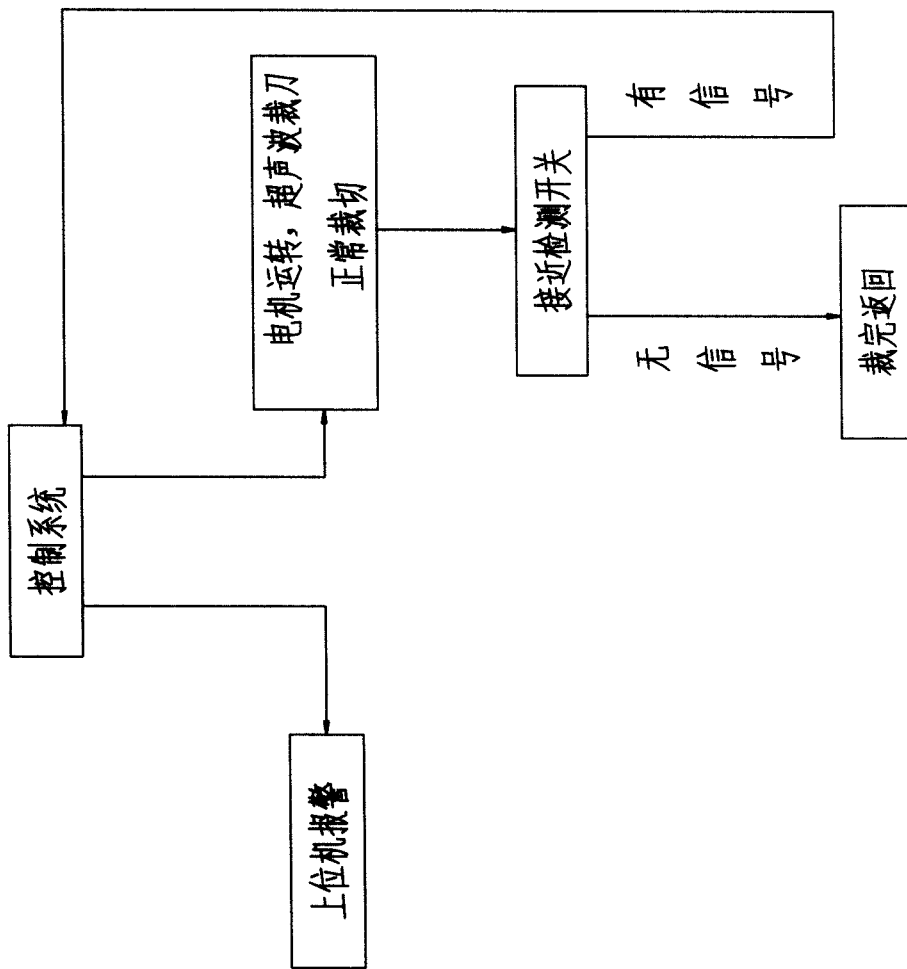 控制系统
上位机报警
电机运转，超声波裁刀
正常裁切
接近检测开关
无信号
有信号
裁完返回